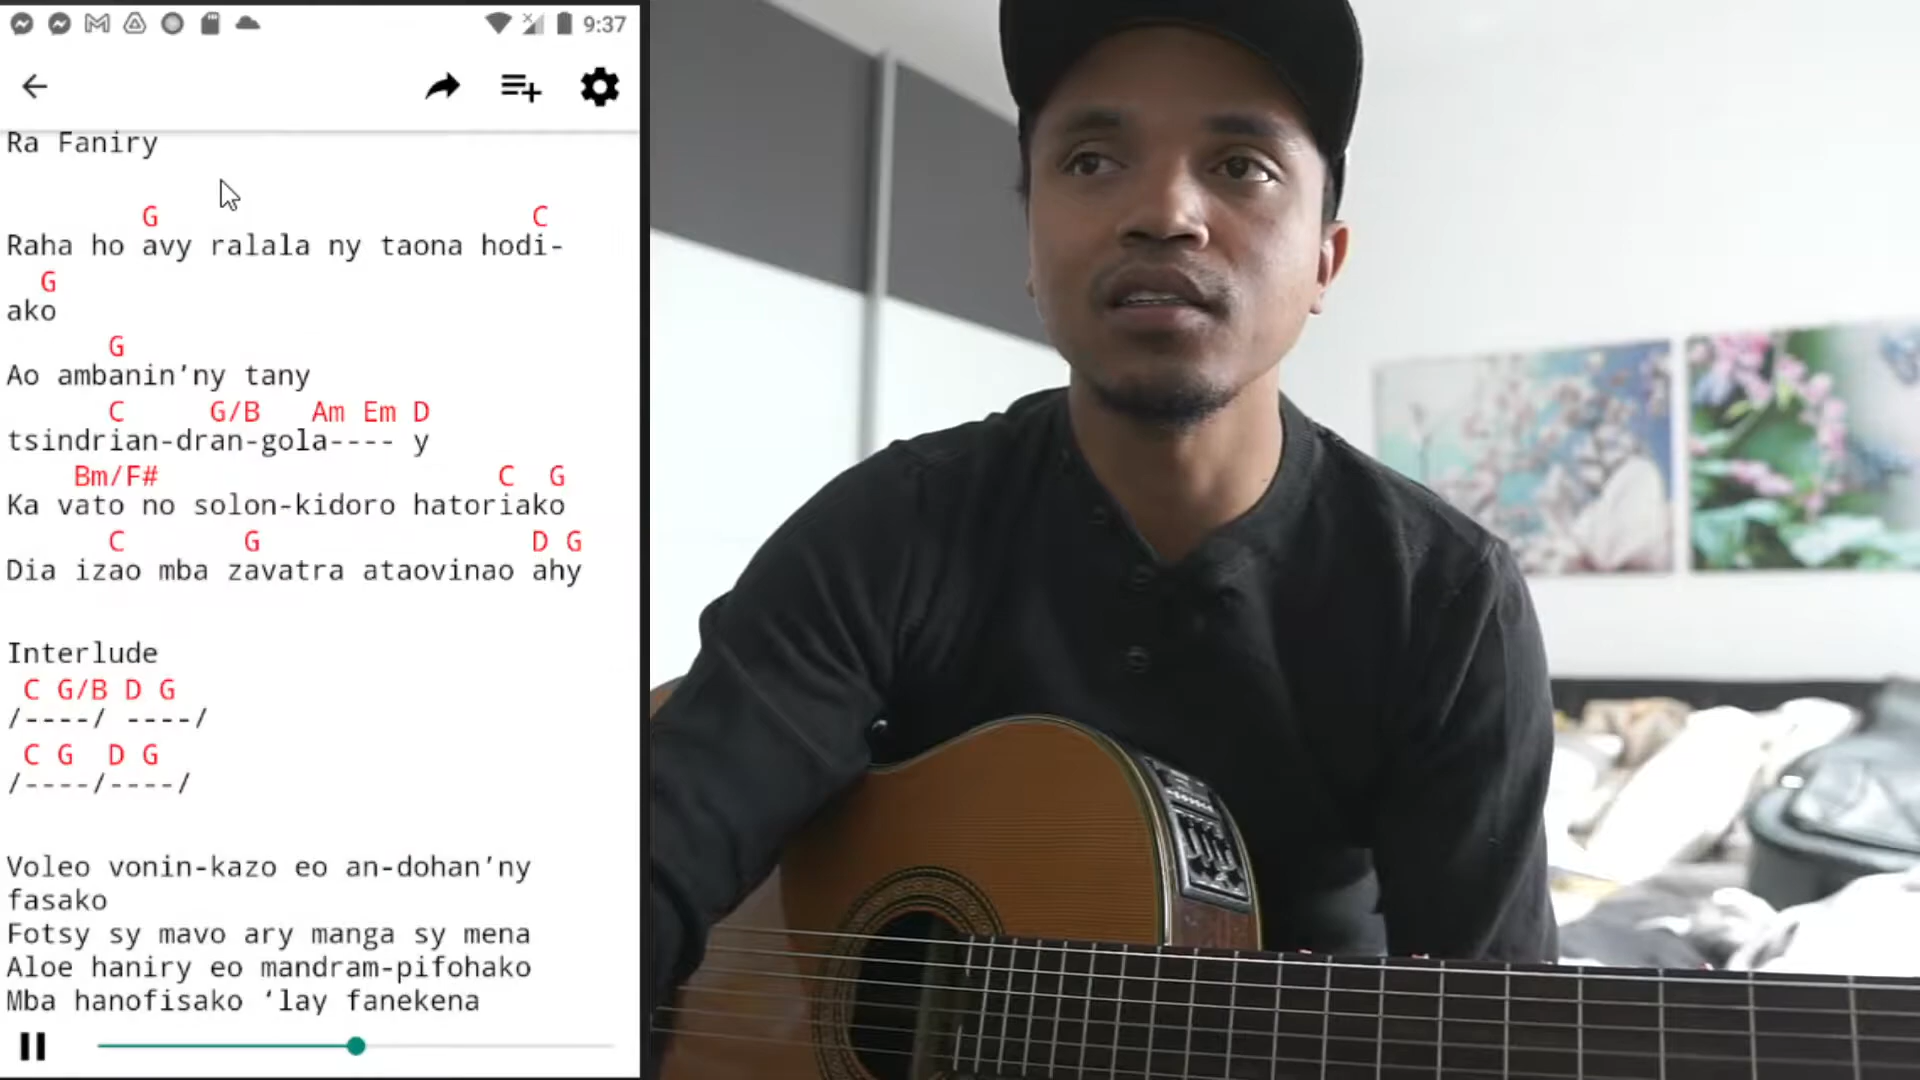 9:37
Ra Faniry
G C
Raha ho avy ralala ny taona hodi-
G
ako
G
Ao ambanin’ny tany
C G/B Am Em D
tsindrian-dran-gola---- y
Bm/F# C G
Ka vato no solon-kidoro hatoriako
C G D G
Dia izao mba zavatra ataovinao ahy
Interlude
C G/B D G
/----/ ----/
C G D G
/----/----/
Voleo vonin-kazo eo an-dohan’ny
fasako
Fotsy sy mavo ary manga sy mena
Aloe haniry eo mandram-pifohako
Mba hanofisako ‘lay fanekena